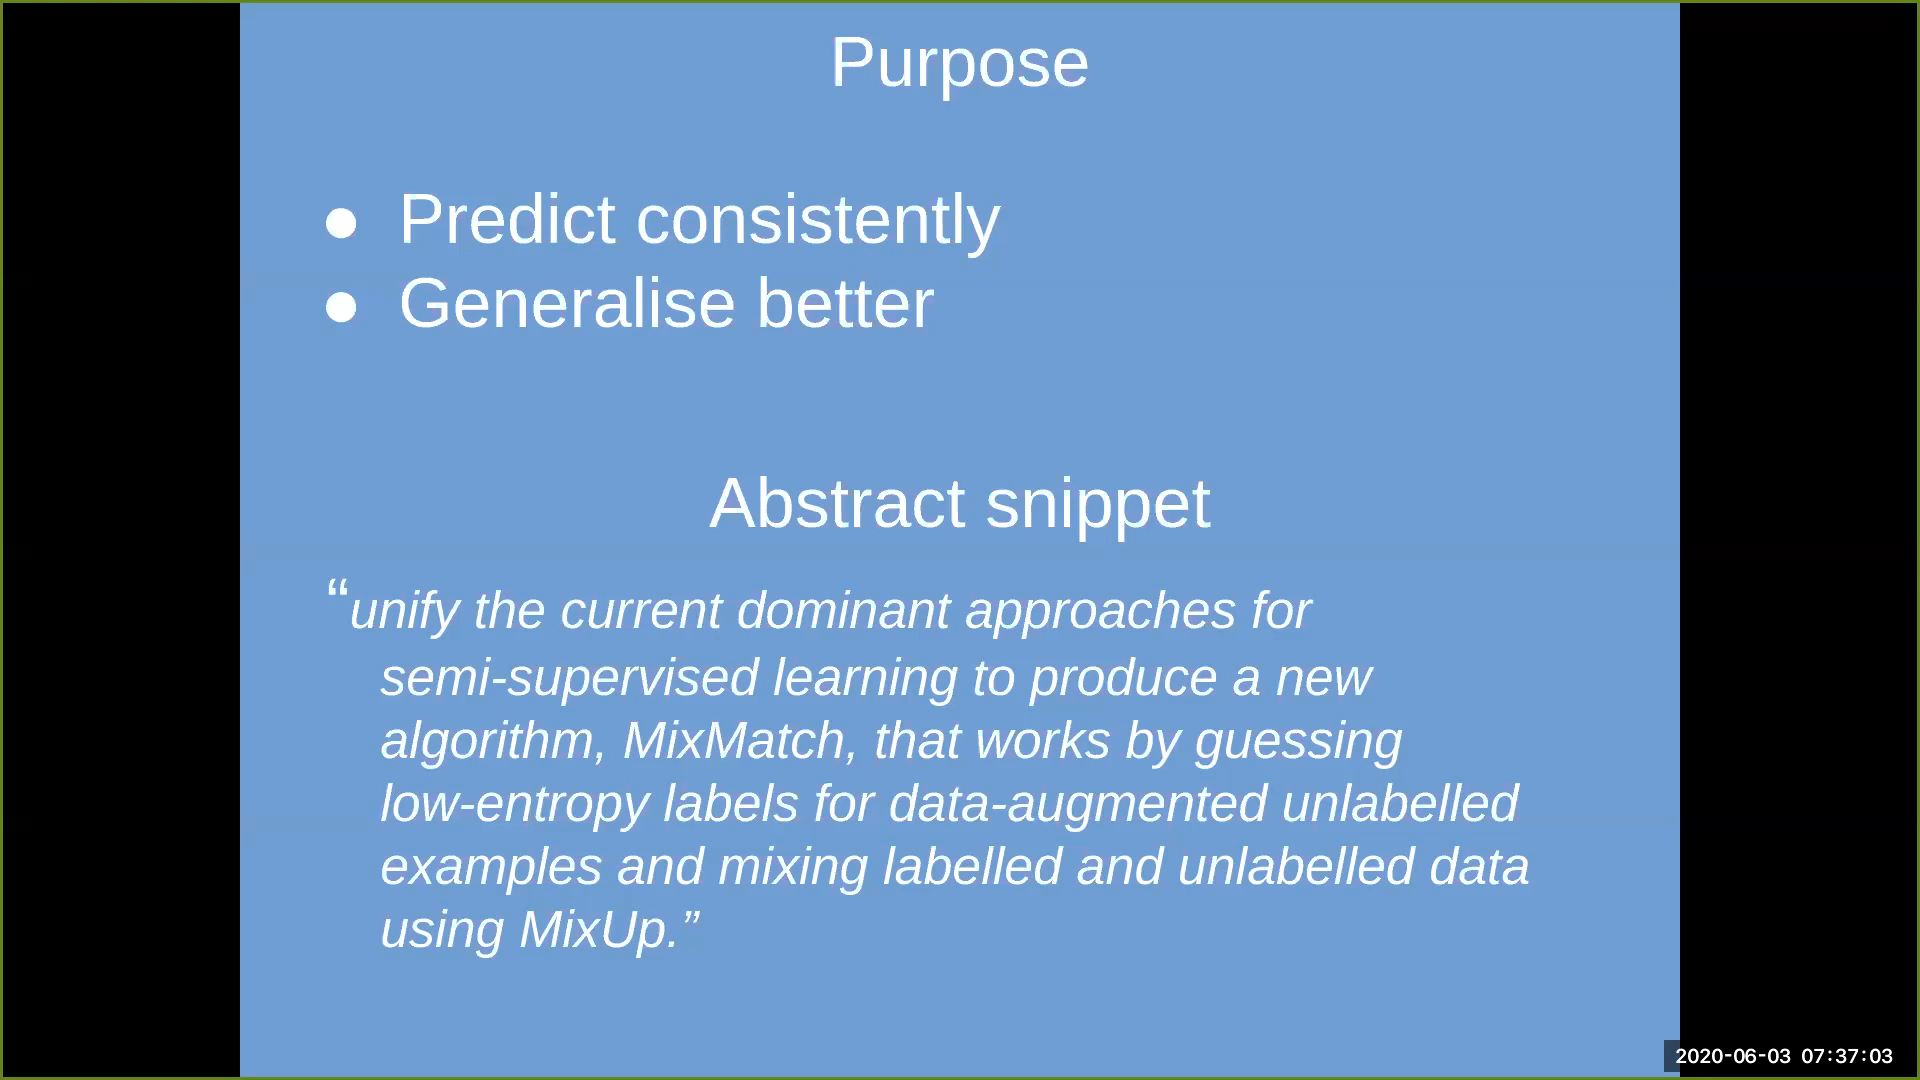 Purpose
● Predict consistently
● Generalise better
Abstract snippet
“unify the current dominant approaches for
semi-supervised learning to produce a new
algorithm, MixMatch, that works by guessing
low-entropy labels for data-augmented unlabelled
examples and mixing labelled and unlabelled data
using MixUp.”
2020-06-03 07:37:03